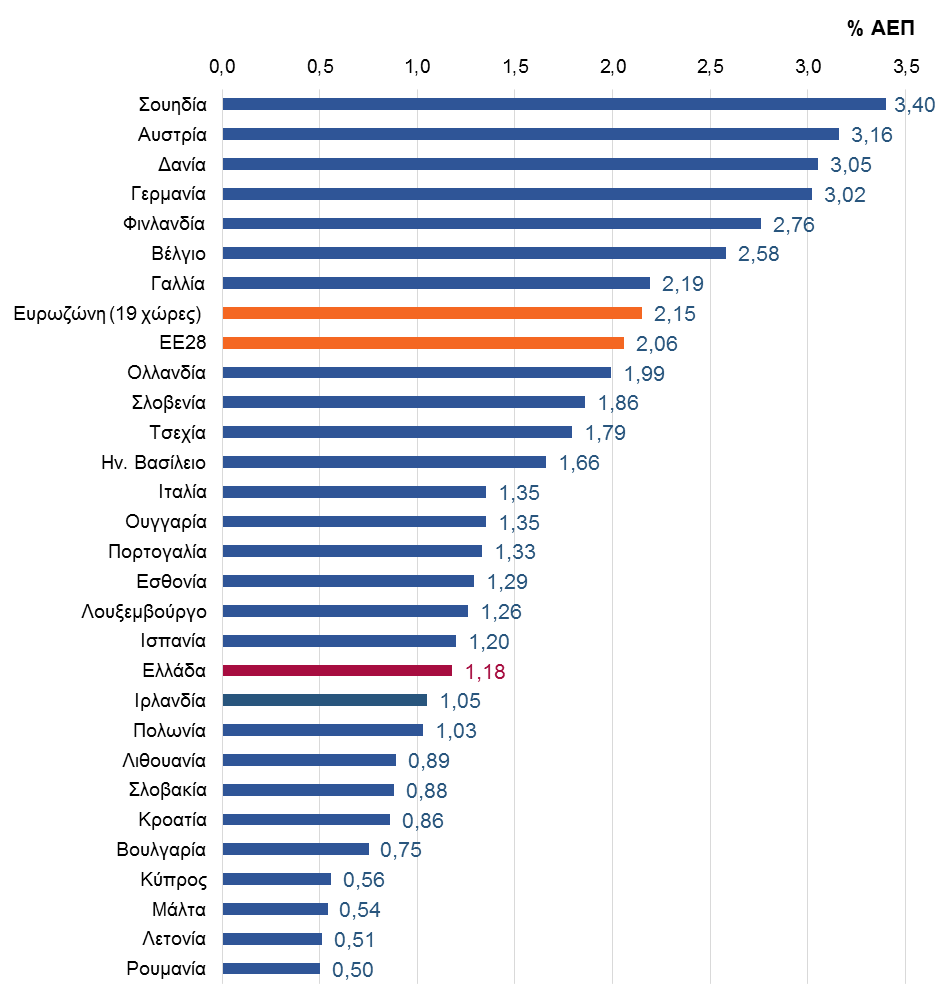 % ΑΕΠ
0,0 0,5 1,0 1,5 2,0 2,5 3,0 3,5
Σουηδία 3,40
Αυστρία 3,16
Δανία 3,05
Γερμανία 3,02
Φινλανδία 2,76
Βέλγιο 2,58
Γαλλία 2,19
Ευρωζώνη (19 χώρες) 2,15
ΕΕ28 2,06
Ολλανδία 1,99
Σλοβενία 1,86
Τσεχία 1,79
Ην. Βασίλειο 1,66
Ιταλία 1,35
Ουγγαρία 1,35
Πορτογαλία 1,33
Εσθονία 1,29
Λουξεμβούργο 1,26
Ισπανία 1,20
Ελλάδα 1,18
Ιρλανδία 1,05
Πολωνία 1,03
Λιθουανία 0,89
Σλοβακία 0,88
Κροατία 0,86
Βουλγαρία 0,75
Κύπρος 0,56
Μάλτα 0,54
Λετονία 0,51
Ρουμανία 0,50